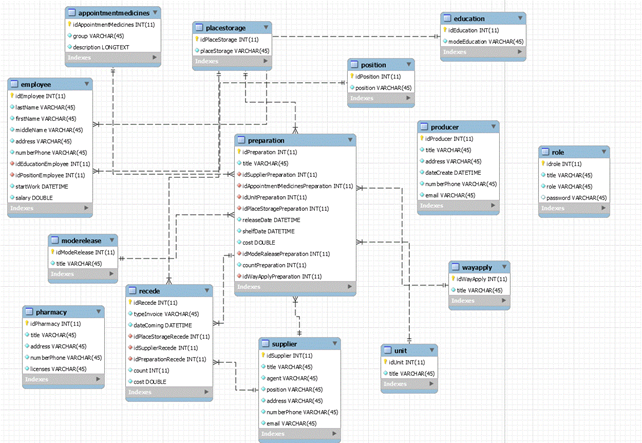 appointmentmedicines
idAppointmentMedicines INT(11)
group VARCHAR(45)
description LONGTEXT
Indexes
placestorage
idPlaceStorage INT(11)
placeStorage VARCHAR(45)
Indexes
education
idEducation INT(11)
modeEducation VARCHAR(45)
Indexes
position
idPosition INT(11)
position VARCHAR(45)
Indexes
employee
idEmployee INT(11)
lastName VARCHAR(45)
firstName VARCHAR(45)
middleName VARCHAR(45)
address VARCHAR(45)
numberPhone VARCHAR(45)
idEducationEmployee INT(11)
idPositionEmployee INT(11)
startWork DATETIME
salary DOUBLE
Indexes
preparation
idPreparation INT(11)
title VARCHAR(45)
idSupplierPreparation INT(11)
idAppointmentMedicinesPreparation INT(11)
idUnitPreparation INT(11)
idPlaceStoragePreparation INT(11)
releaseDate DATETIME
shelfDate DATETIME
cost DOUBLE
idModeRaleasePreparation INT(11)
countPreparation INT(11)
idWayApplyPreparation INT(11)
Indexes
producer
idProducer INT(11)
title VARCHAR(45)
address VARCHAR(45)
dateCreate DATETIME
numberPhone VARCHAR(45)
email VARCHAR(45)
Indexes
role
idrole INT(11)
title VARCHAR(45)
role VARCHAR(45)
password VARCHAR(45)
Indexes
moderelease
idModeRelease INT(11)
title VARCHAR(45)
Indexes
wayapply
idWayApply INT(11)
title VARCHAR(45)
Indexes
pharmacy
idPharmacy INT(11)
title VARCHAR(45)
address VARCHAR(45)
numberPhone VARCHAR(45)
licenses VARCHAR(45)
Indexes
recede
idRecede INT(11)
typeInvoice VARCHAR(45)
dateComing DATETIME
idPlaceStorageRecede INT(11)
idSupplierRecede INT(11)
idPreparationRecede INT(11)
count INT(11)
cost DOUBLE
Indexes
supplier
idSupplier INT(11)
title VARCHAR(45)
agent VARCHAR(45)
position VARCHAR(45)
address VARCHAR(45)
numberPhone VARCHAR(45)
email VARCHAR(45)
Indexes
unit
idUnit INT(11)
title VARCHAR(45)
Indexes